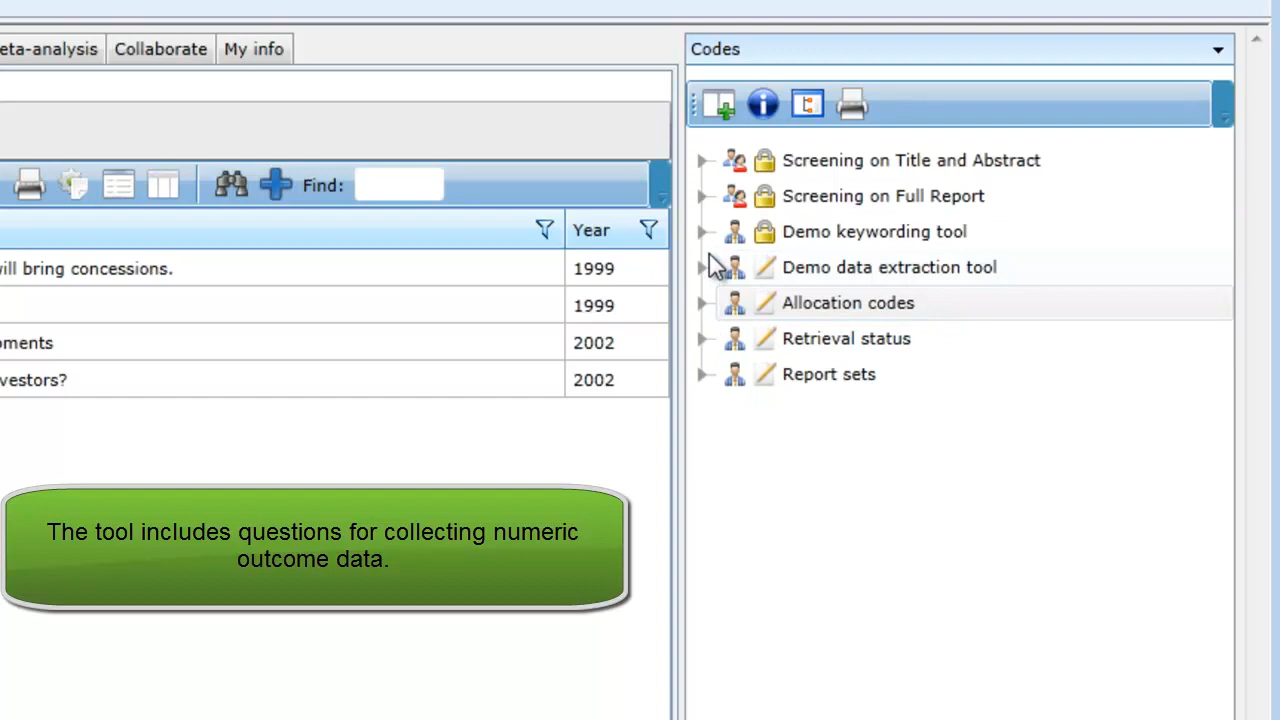 eta-analysis Collaborate My info
Codes
Find:
Year
ill bring concessions. 1999
1999
oments 2002
vestors? 2002
Screening on Title and Abstract
Screening on Full Report
Demo keywording tool
Demo data extraction tool
Allocation codes
Retrieval status
Report sets
The tool includes questions for collecting numeric
outcome data.